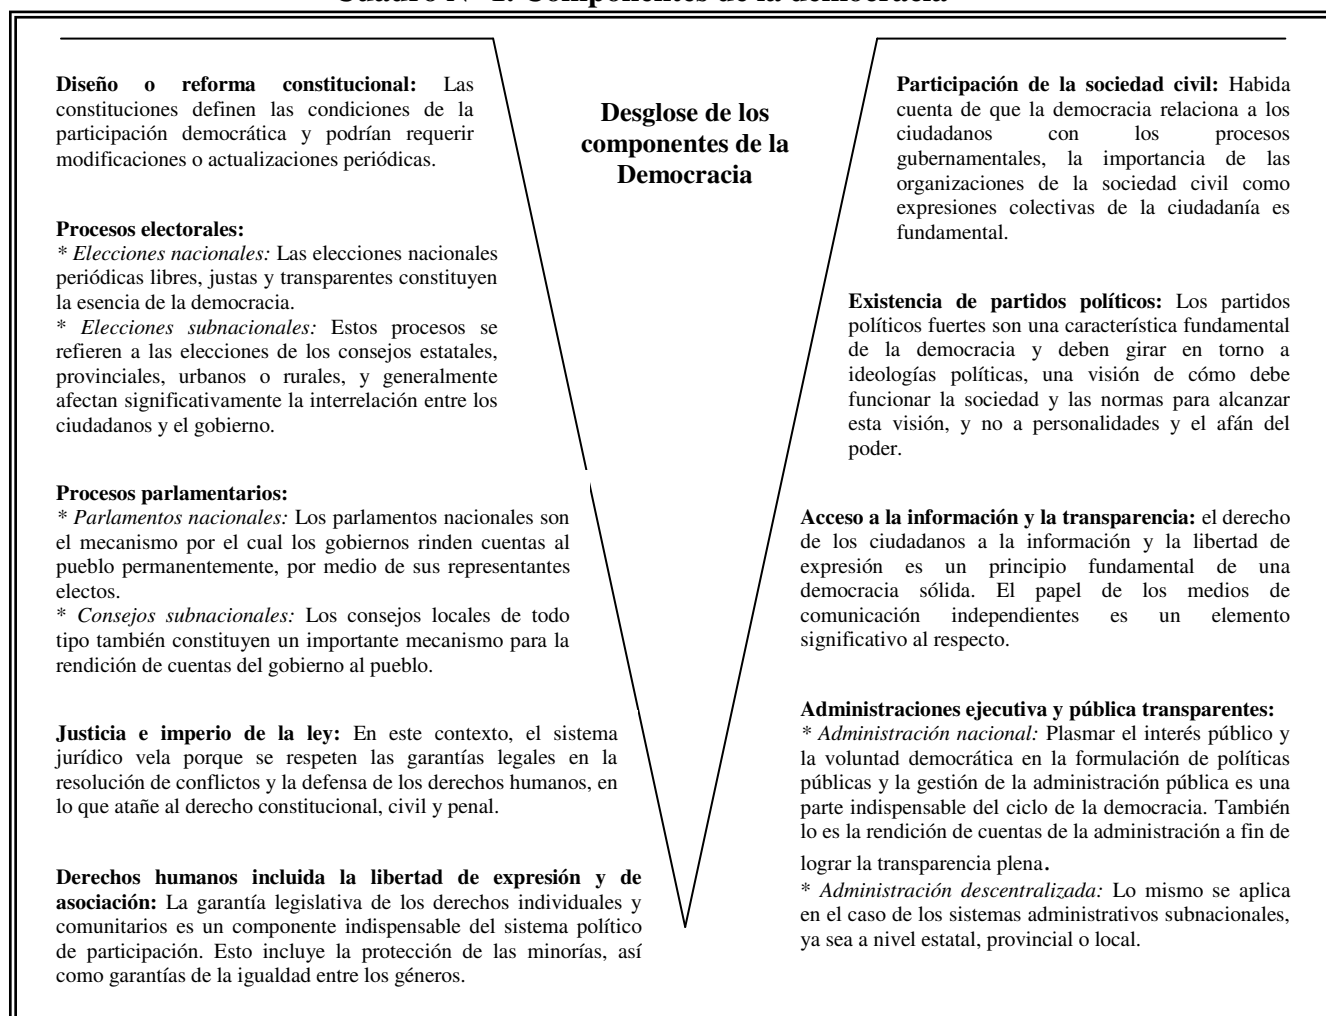 Cuadro N° 1. Componentes de la democracia
Diseño o reforma constitucional: Las
constituciones definen las condiciones de la
participación democrática y podrían requerir
modificaciones o actualizaciones periódicas.
Procesos electorales:
* Elecciones nacionales: Las elecciones nacionales
periódicas libres, justas y transparentes constituyen
la esencia de la democracia.
* Elecciones subnacionales: Estos procesos se
refieren a las elecciones de los consejos estatales,
provinciales, urbanos o rurales, y generalmente
afectan significativamente la interrelación entre los
ciudadanos y el gobierno.
Procesos parlamentarios:
* Parlamentos nacionales: Los parlamentos nacionales son
el mecanismo por el cual los gobiernos rinden cuentas al
pueblo permanentemente, por medio de sus representantes
electos.
* Consejos subnacionales: Los consejos locales de todo
tipo también constituyen un importante mecanismo para la
rendición de cuentas del gobierno al pueblo.
Justicia e imperio de la ley: En este contexto, el sistema
jurídico vela porque se respeten las garantías legales en la
resolución de conflictos y la defensa de los derechos humanos, en
lo que atañe al derecho constitucional, civil y penal.
Derechos humanos incluida la libertad de expresión y de
asociación: La garantía legislativa de los derechos individuales y
comunitarios es un componente indispensable del sistema político
de participación. Esto incluye la protección de las minorías, así
como garantías de la igualdad entre los géneros.
Desglose de los
componentes de la
Democracia
Participación de la sociedad civil: Habida
cuenta de que la democracia relaciona a los
ciudadanos con los procesos
gubernamentales, la importancia de las
organizaciones de la sociedad civil como
expresiones colectivas de la ciudadanía es
fundamental.
Existencia de partidos políticos: Los partidos
políticos fuertes son una característica fundamental
de la democracia y deben girar en torno a
ideologías políticas, una visión de cómo debe
funcionar la sociedad y las normas para alcanzar
esta visión, y no a personalidades y el afán del
poder.
Acceso a la información y la transparencia: el derecho
de los ciudadanos a la información y la libertad de
expresión es un principio fundamental de una
democracia sólida. El papel de los medios de
comunicación independientes es un elemento
significativo al respecto.
Administraciones ejecutiva y pública transparentes:
* Administración nacional: Plasmar el interés público y
la voluntad democrática en la formulación de políticas
públicas y la gestión de la administración pública es una
parte indispensable del ciclo de la democracia. También
lo es la rendición de cuentas de la administración a fin de
lograr la transparencia plena.
* Administración descentralizada: Lo mismo se aplica
en el caso de los sistemas administrativos subnacionales,
ya sea a nivel estatal, provincial o local.